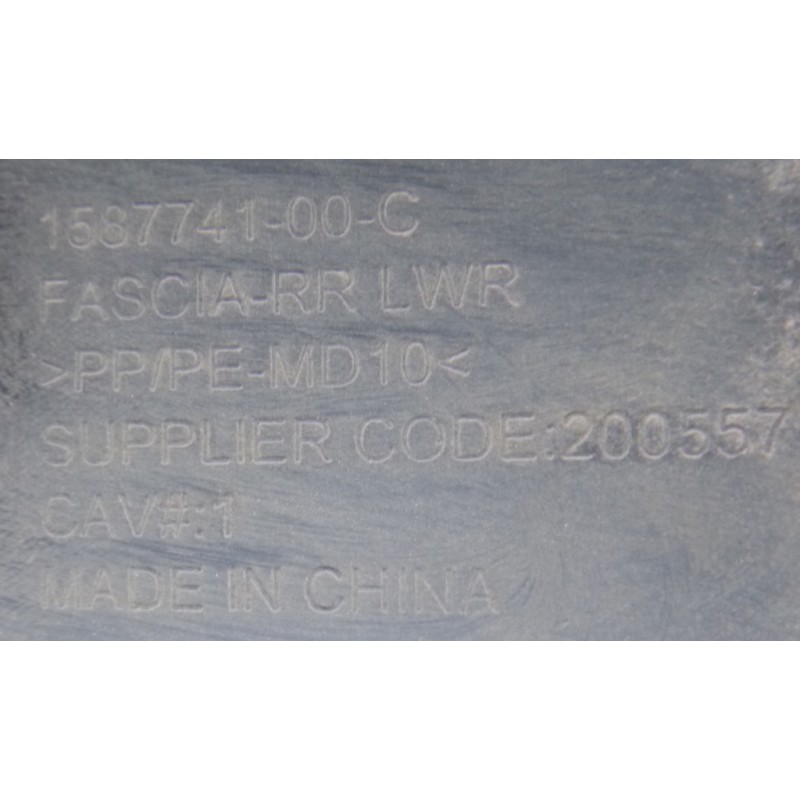 1587741-00-C
FASCIA-RR LWR
>PP/PE-MD10<
SUPPLIER CODE:200557
CAV#:1
MADE IN CHINA